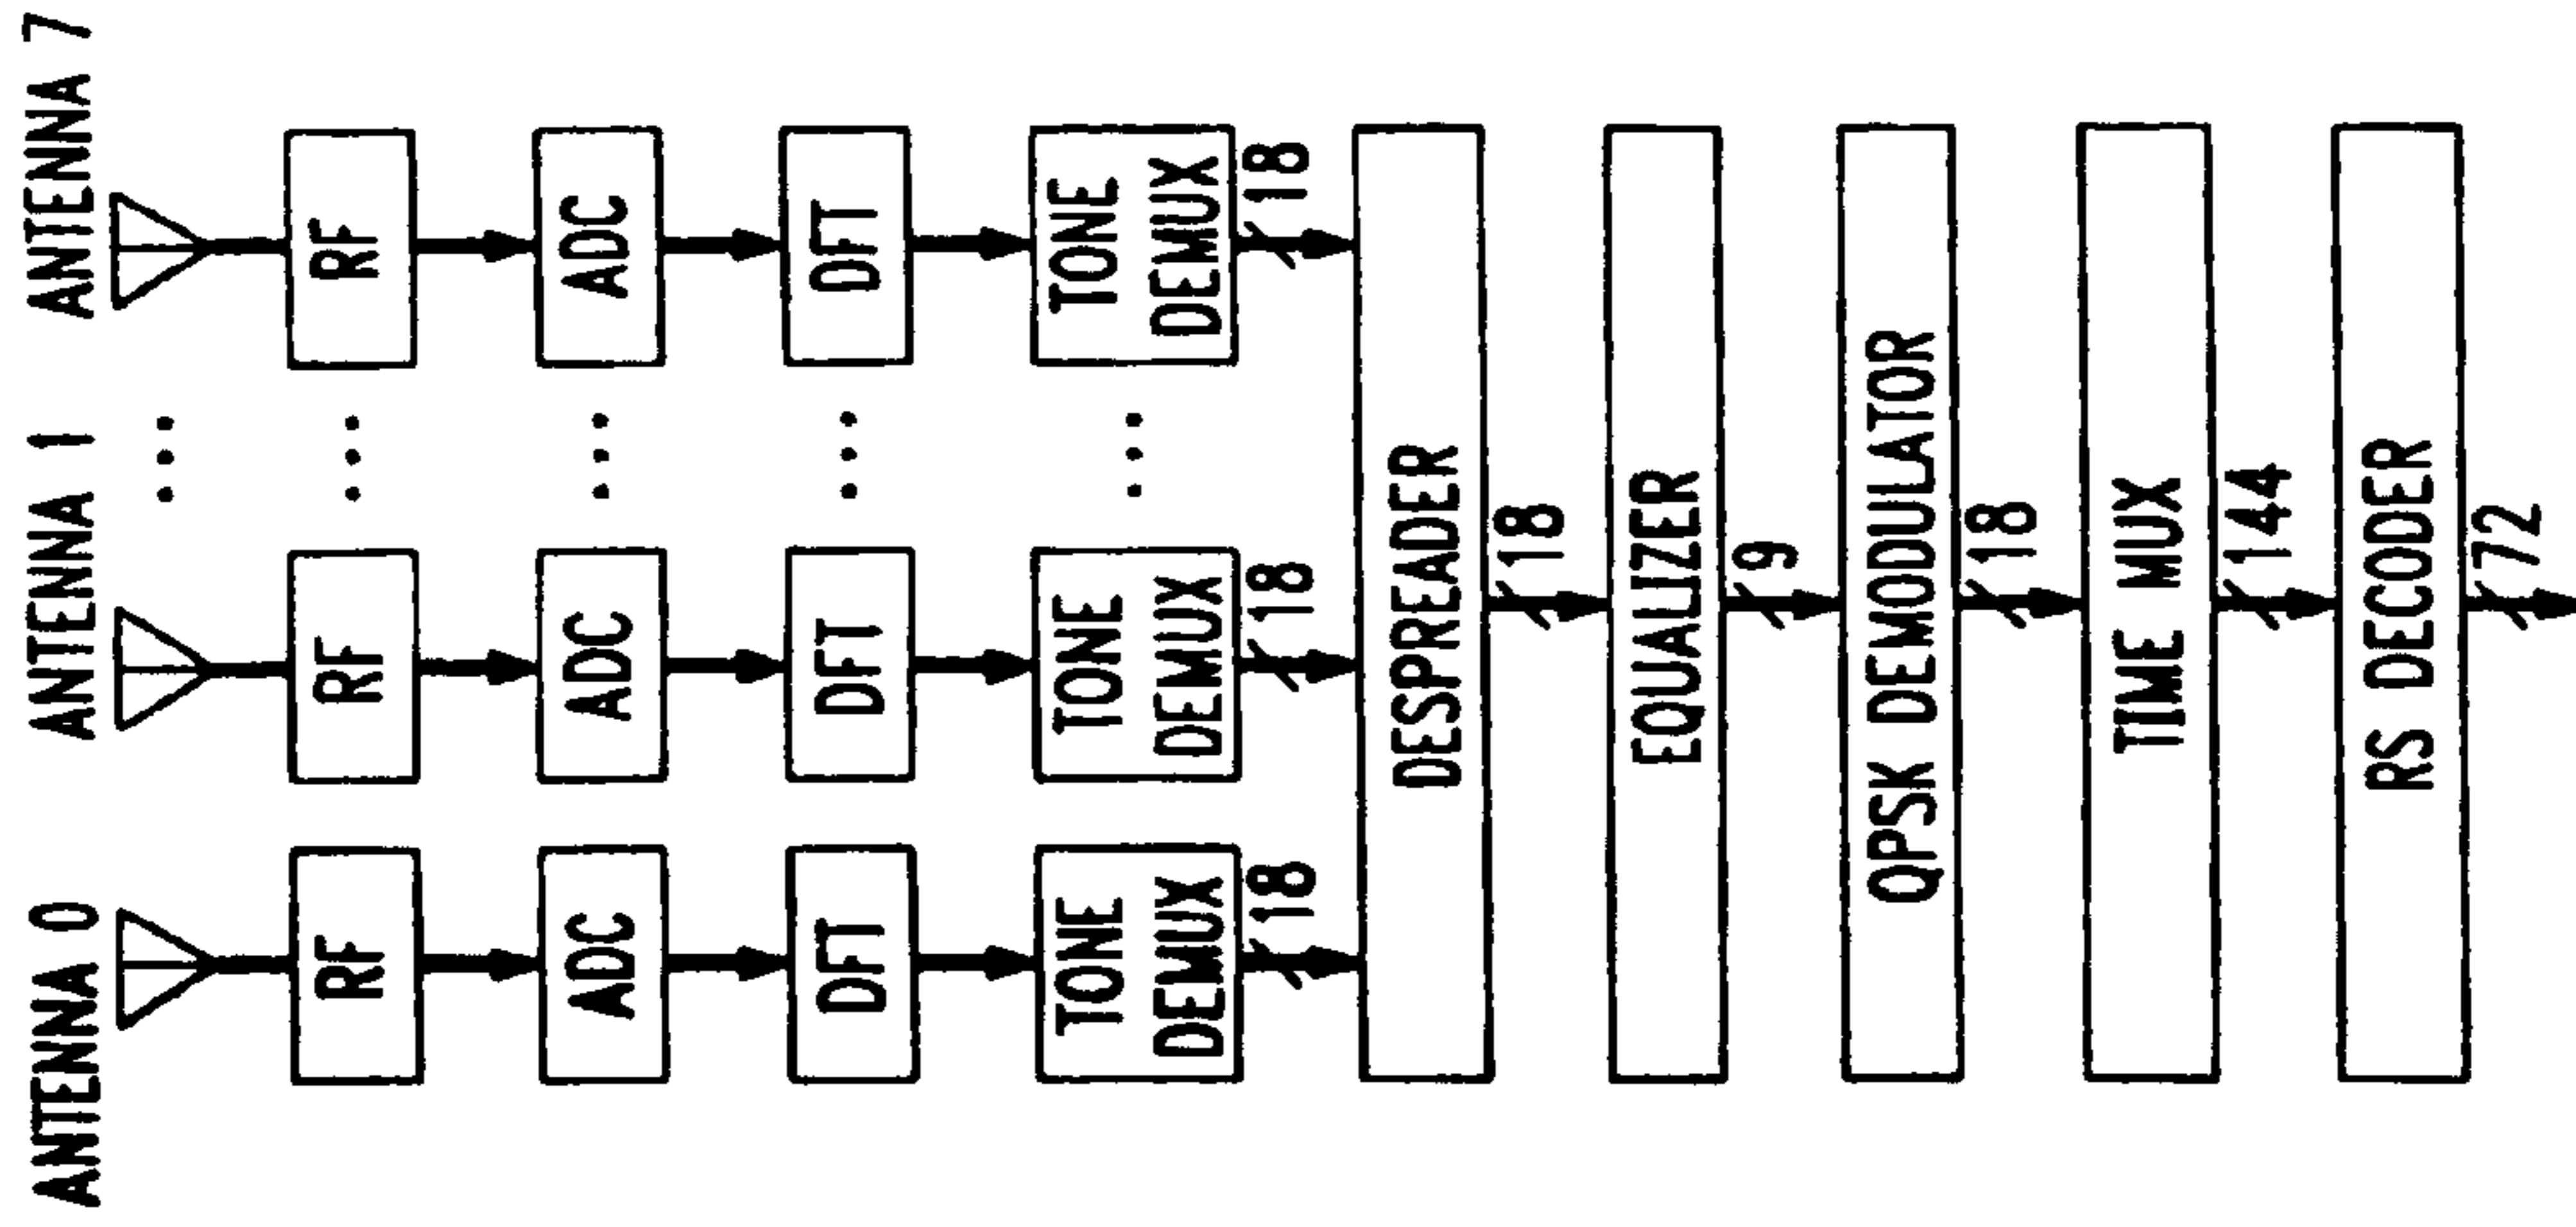 ANTENNA 0
ANTENNA 1
...
ANTENNA 7
RF
RF
...
RF
ADC
ADC
...
ADC
DFT
DFT
...
DFT
TONE
DEMUX
TONE
DEMUX
...
TONE
DEMUX
18
18
18
DESPREADER
18
EQUALIZER
9
QPSK DEMODULATOR
18
TIME MUX
144
RS DECODER
72